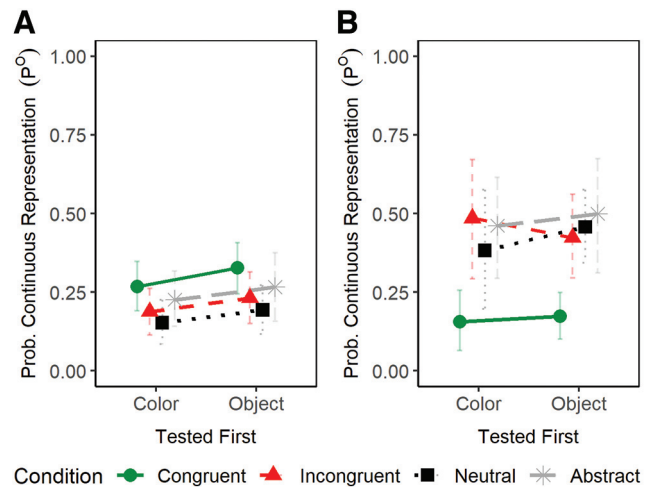 A
B
Prob. Continuous Representation (P^O)
1.00
0.75
0.50
0.25
0.00
Color Object
Tested First
Prob. Continuous Representation (P^O)
1.00
0.75
0.50
0.25
0.00
Color Object
Tested First
Condition Congruent Incongruent Neutral Abstract